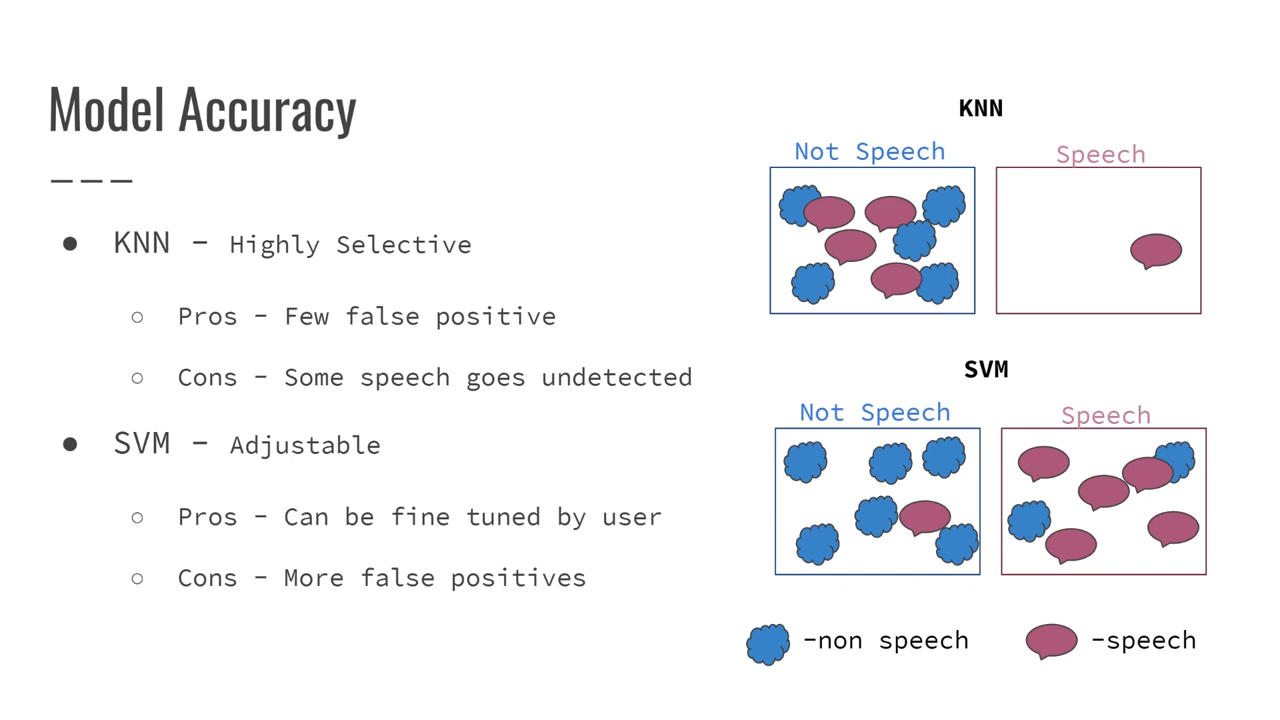 Model Accuracy
● KNN - Highly Selective
○ Pros - Few false positive
○ Cons - Some speech goes undetected
● SVM - Adjustable
○ Pros - Can be fine tuned by user
○ Cons - More false positives
KNN
Not Speech
Speech
SVM
Not Speech
Speech
-non speech
-speech